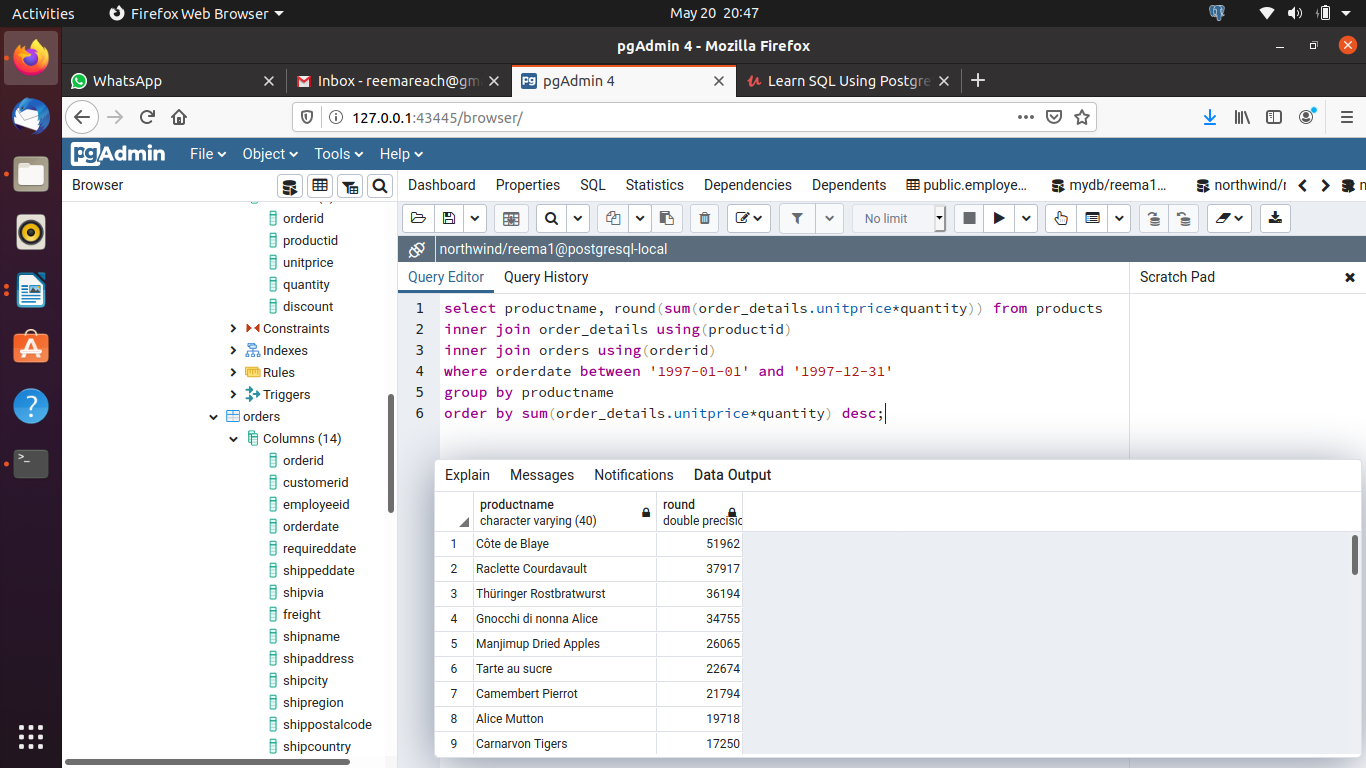 Activities Firefox Web Browser May 20 20:47
pgAdmin 4 - Mozilla Firefox
WhatsApp Inbox - reemareach@gm pgAdmin 4 Learn SQL Using Postgre
127.0.0.1:43445/browser/ ...
pgAdmin File Object Tools Help
Browser Dashboard Properties SQL Statistics Dependencies Dependents public.employe... mydb/reema1... northwind/r
No limit
northwind/reema1@postgresql-local
Query Editor Query History Scratch Pad
orderid
productid
unitprice
quantity
discount
Constraints
Indexes
Rules
Triggers
orders
Columns (14)
orderid
customerid
employeeid
orderdate
requireddate
shippeddate
shipvia
freight
shipname
shipaddress
shipcity
shipregion
shippostalcode
shipcountry
1 select productname, round(sum(order_details.unitprice*quantity)) from products
2 inner join order_details using(productid)
3 inner join orders using(orderid)
4 where orderdate between '1997-01-01' and '1997-12-31'
5 group by productname
6 order by sum(order_details.unitprice*quantity) desc;
Explain Messages Notifications Data Output
productname round
character varying (40) double precisio
1 Côte de Blaye 51962
2 Raclette Courdavault 37917
3 Thüringer Rostbratwurst 36194
4 Gnocchi di nonna Alice 34755
5 Manjimup Dried Apples 26065
6 Tarte au sucre 22674
7 Camembert Pierrot 21794
8 Alice Mutton 19718
9 Carnarvon Tigers 17250